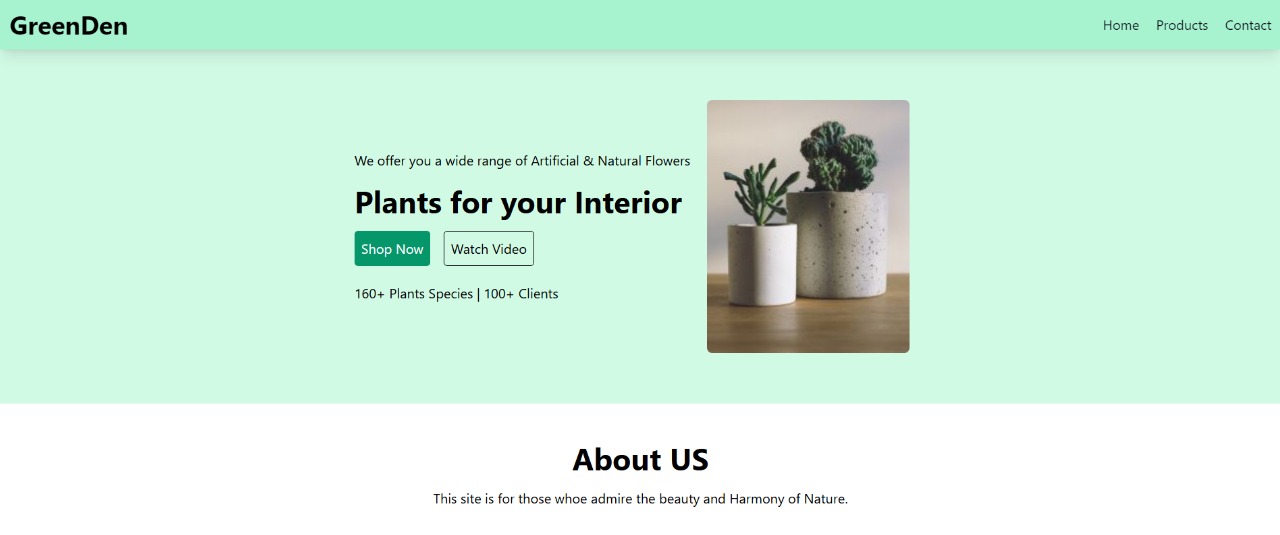 GreenDen
Home Products Contact
We offer you a wide range of Artificial & Natural Flowers
Plants for your Interior
Shop Now Watch Video
160+ Plants Species | 100+ Clients
About US
This site is for those whoe admire the beauty and Harmony of Nature.